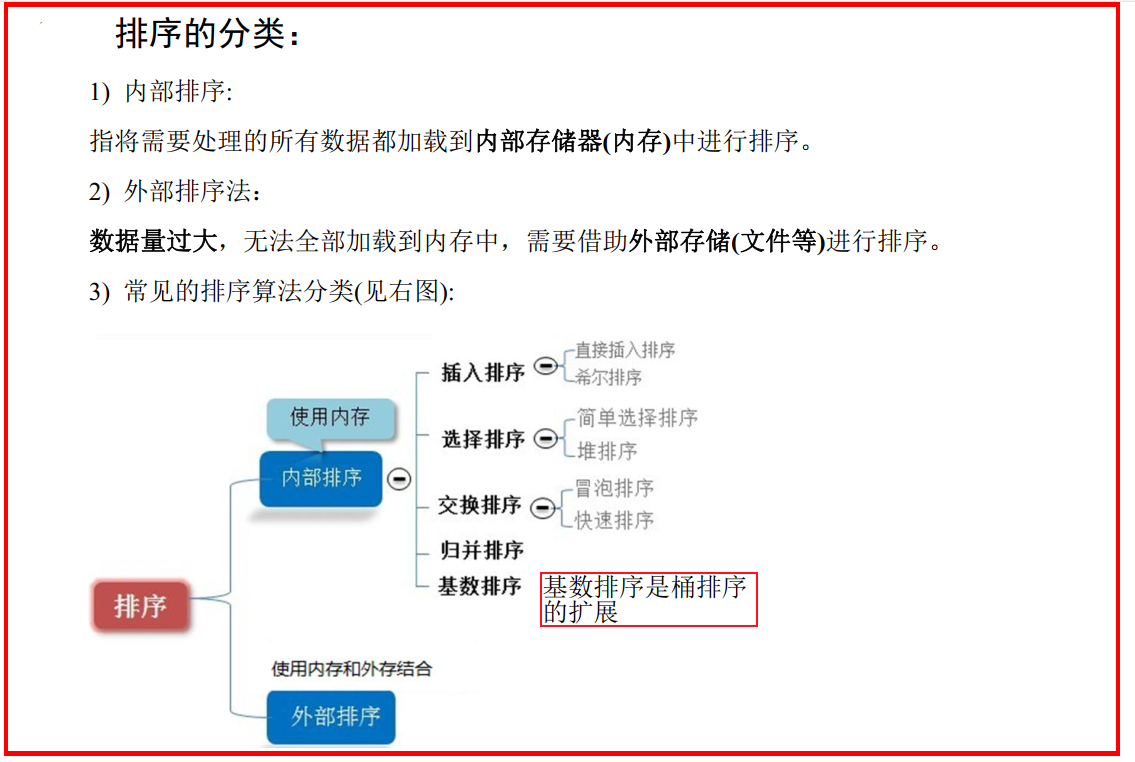 排序的分类：
1) 内部排序:
指将需要处理的所有数据都加载到内部存储器(内存)中进行排序。
2) 外部排序法：
数据量过大，无法全部加载到内存中，需要借助外部存储(文件等)进行排序。
3) 常见的排序算法分类(见右图):
直接插入排序
插入排序
希尔排序
使用内存
简单选择排序
选择排序
堆排序
内部排序
冒泡排序
交换排序
快速排序
归并排序
基数排序
基数排序是桶排序
的扩展
排序
使用内存和外存结合
外部排序